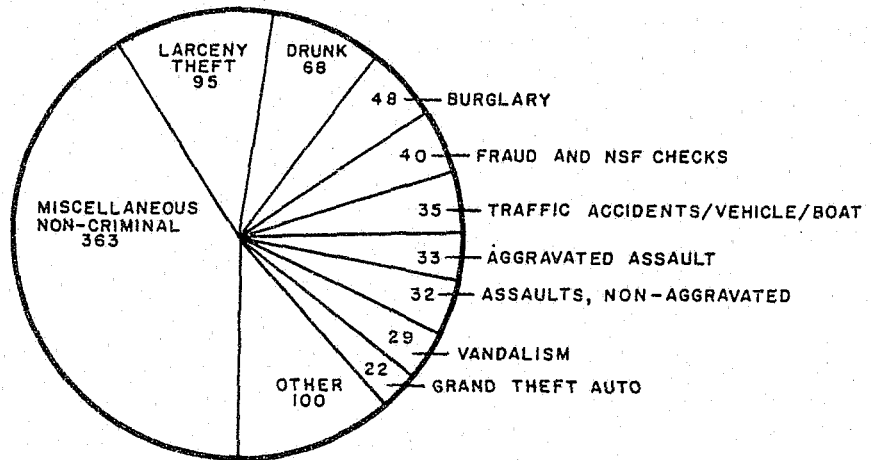 LARCENY
THEFT
95
DRUNK
68
48 BURGLARY
40 FRAUD AND NSF CHECKS
35 TRAFFIC ACCIDENTS/VEHICLE/BOAT
33 AGGRAVATED ASSAULT
32 ASSAULTS, NON-AGGRAVATED
29 VANDALISM
22 GRAND THEFT AUTO
OTHER
100
MISCELLANEOUS
NON-CRIMINAL
363